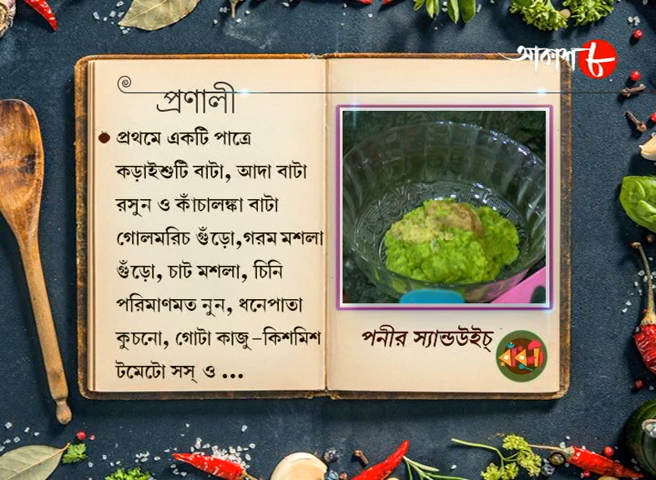 আকাশ ৮
প্রণালী
প্রথমে একটি পাত্রে
কড়াইশুটি বাটা, আদা বাটা
রসুন ও কাঁচালঙ্কা বাটা
গোলমরিচ গুঁড়ো,গরম মশলা
গুঁড়ো, চাট মশলা, চিনি
পরিমাণমত নুন, ধনেপাতা
কুচনো, গোটা কাজু-কিশমিশ
টমেটো সস্ ও ...
পনীর স্যান্ডউইচ্